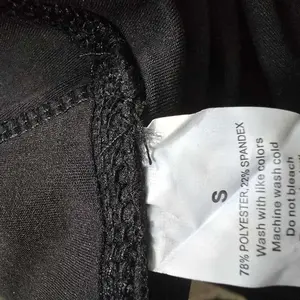 S
78% POLYESTER, 22% SPANDEX
Wash with like colors
Machine wash cold
Do not bleach